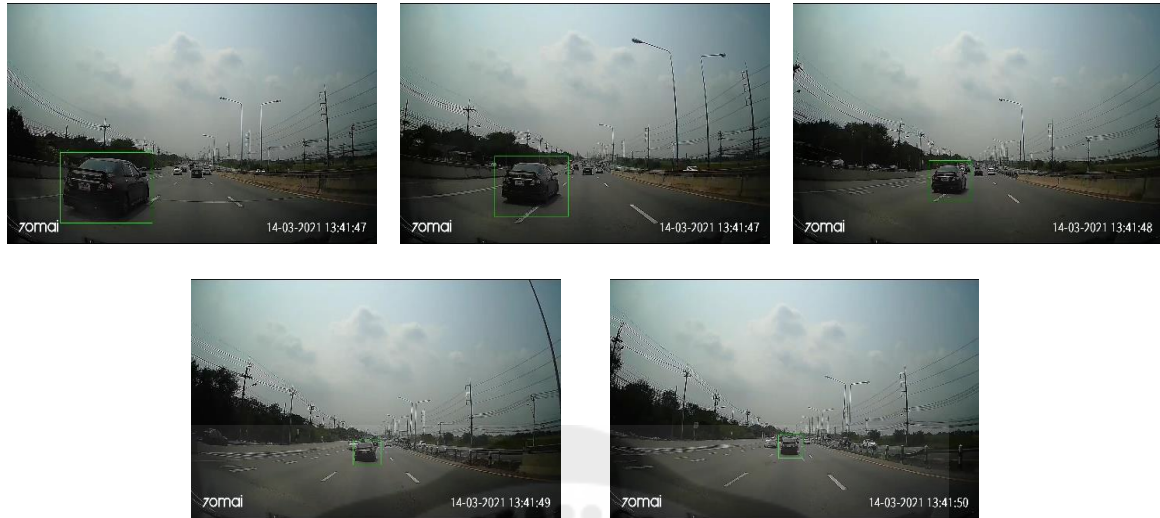 70mai 14-03-2021 13:41:47
70mai 14-03-2021 13:41:47
70mai 14-03-2021 13:41:48
70mai 14-03-2021 13:41:49
70mai 14-03-2021 13:41:50